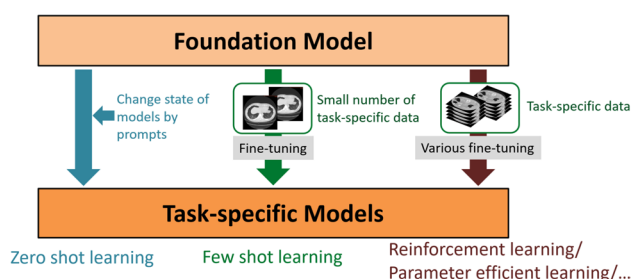 Foundation Model
Change state of
models by
prompts
Small number of
task-specific data
Task-specific data
Fine-tuning
Various fine-tuning
Task-specific Models
Zero shot learning
Few shot learning
Reinforcement learning/
Parameter efficient learning/...